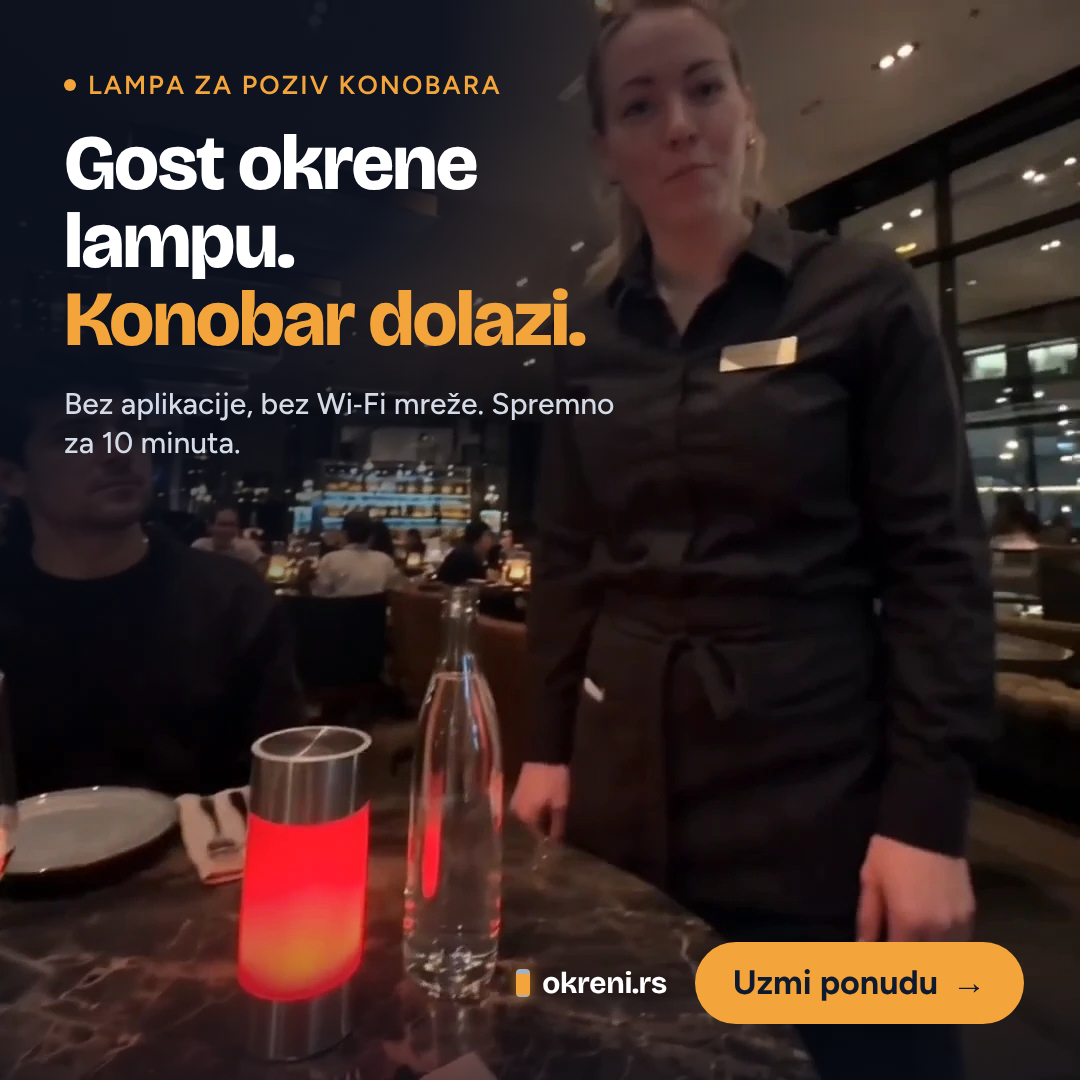 LAMPA ZA POZIV KONOBARA
Gost okrene
lampu.
Konobar dolazi.
Bez aplikacije, bez Wi-Fi mreže. Spremno
za 10 minuta.
okreni.rs
Uzmi ponudu →